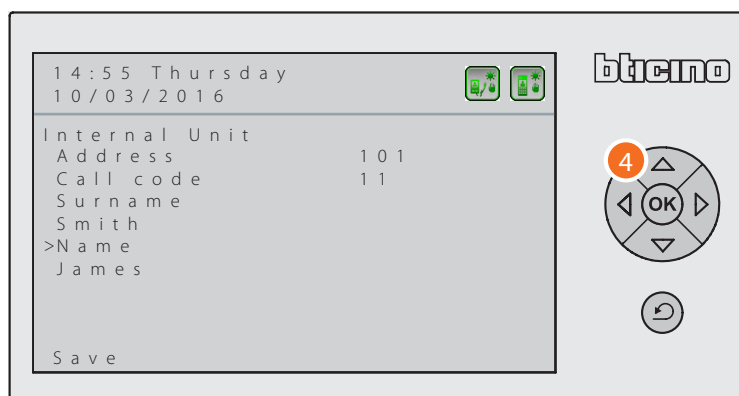 14:55 Thursday
10/03/2016
bticino
Internal Unit
Address 101
Call code 11
Surname
Smith
>Name
James
Save
4
OK